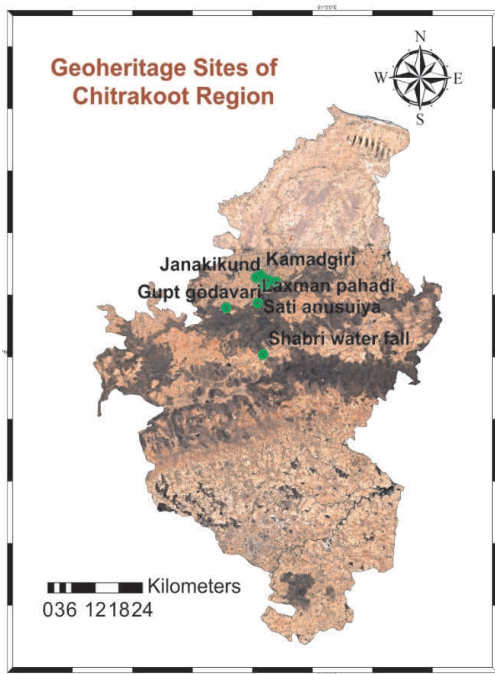 Geoheritage Sites of
Chitrakoot Region
N
W E
S
Janakikund Kamadgiri
Laxman pahadi
Gupt godavari
Sati anusuiya
Shabri water fall
Kilometers
036 121824